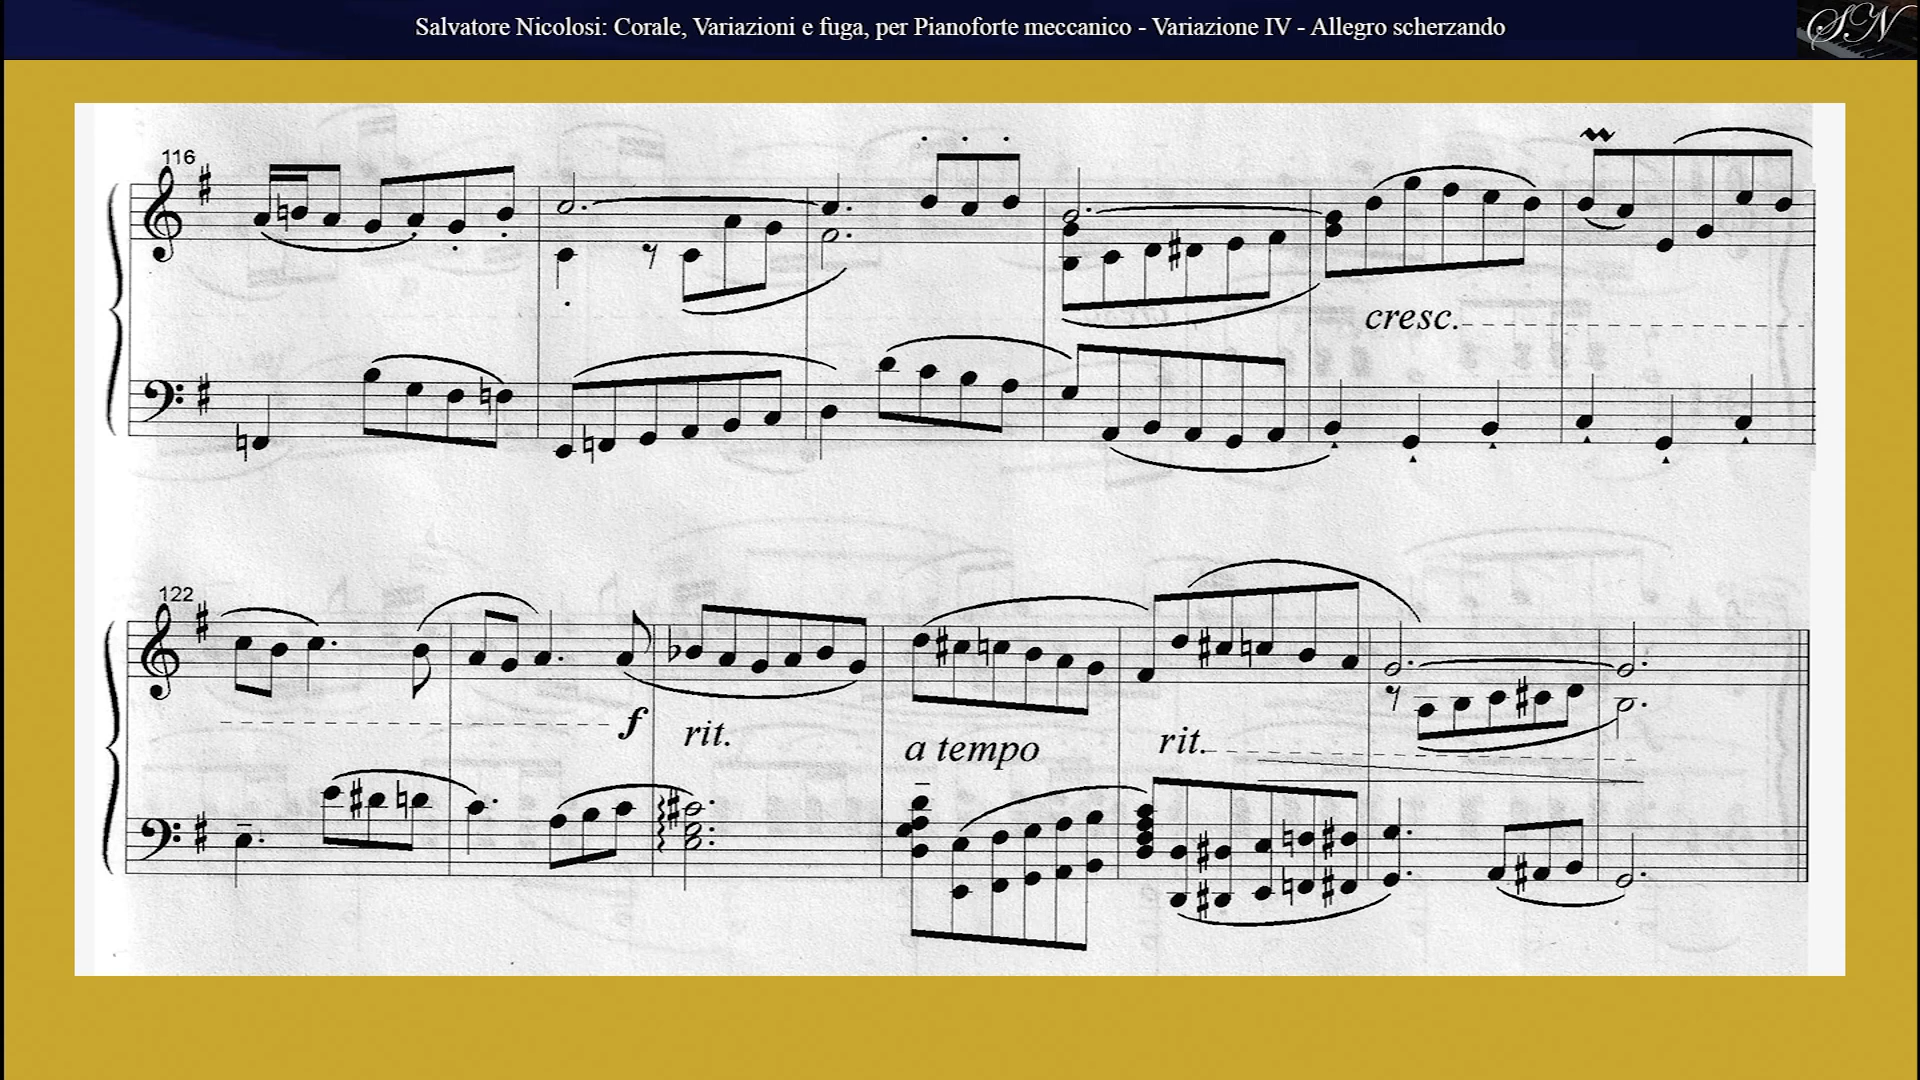 Salvatore Nicolosi: Corale, Variazioni e fuga, per Pianoforte meccanico - Variazione IV - Allegro scherzando
SN
116
cresc.
122
f
rit.
a tempo
rit.